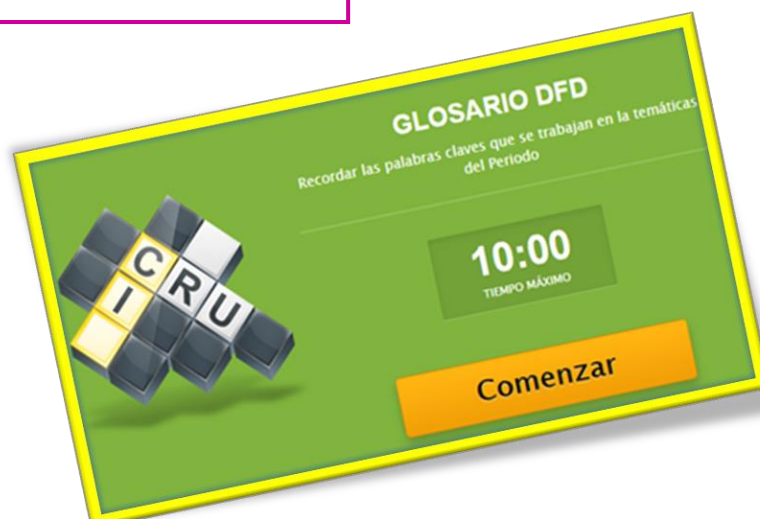 GLOSARIO DFD
Recordar las palabras claves que se trabajan en la temáticas
del Periodo
10:00
TIEMPO MÁXIMO
C
I
RU
Comenzar